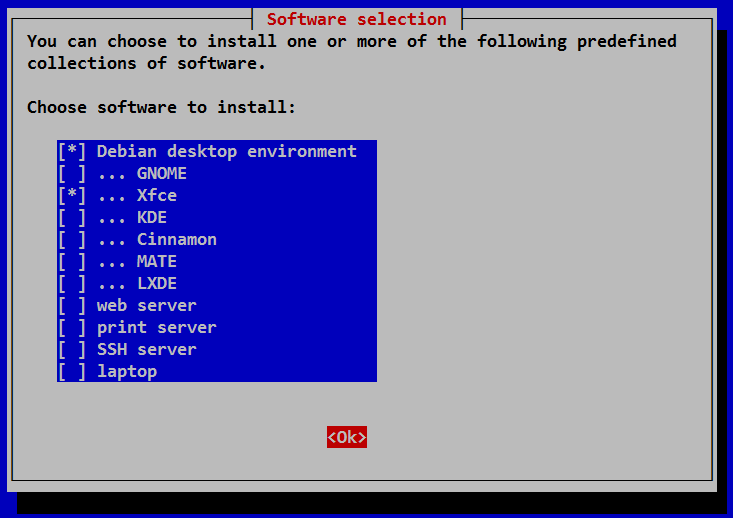 Software selection
You can choose to install one or more of the following predefined
collections of software.
Choose software to install:
[*] Debian desktop environment
[ ] ... GNOME
[*] ... Xfce
[ ] ... KDE
[ ] ... Cinnamon
[ ] ... MATE
[ ] ... LXDE
[ ] web server
[ ] print server
[ ] SSH server
[ ] laptop
<Ok>